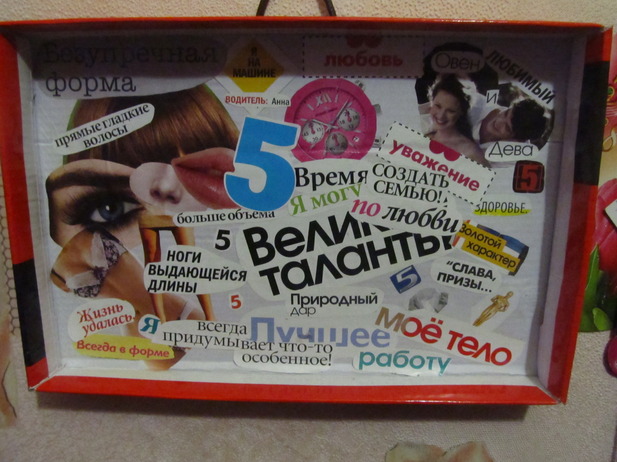 Безупречная
форма
Я
НА
МАШИНЕ
ВОДИТЕЛЬ: Анна
любовь
Овен
ЛЮБИМЫЙ
И
Дева
прямые гладкие
волосы
5
Время
Я могу
уважение
СОЗДАТЬ
СЕМЬЮ!
по любви
5
ЗДОРОВЬЕ
больше объема
5
НОГИ
ВЫДАЮЩЕЙСЯ
ДЛИНЫ
5
таланты
Золотой
характер
5
"СЛАВА,
ПРИЗЫ...
Природный
дар
Жизнь
удалась.
Всегда в форме
Я
всегда
придумывает что-то
особенное!
Лучшее
моё тело
работу